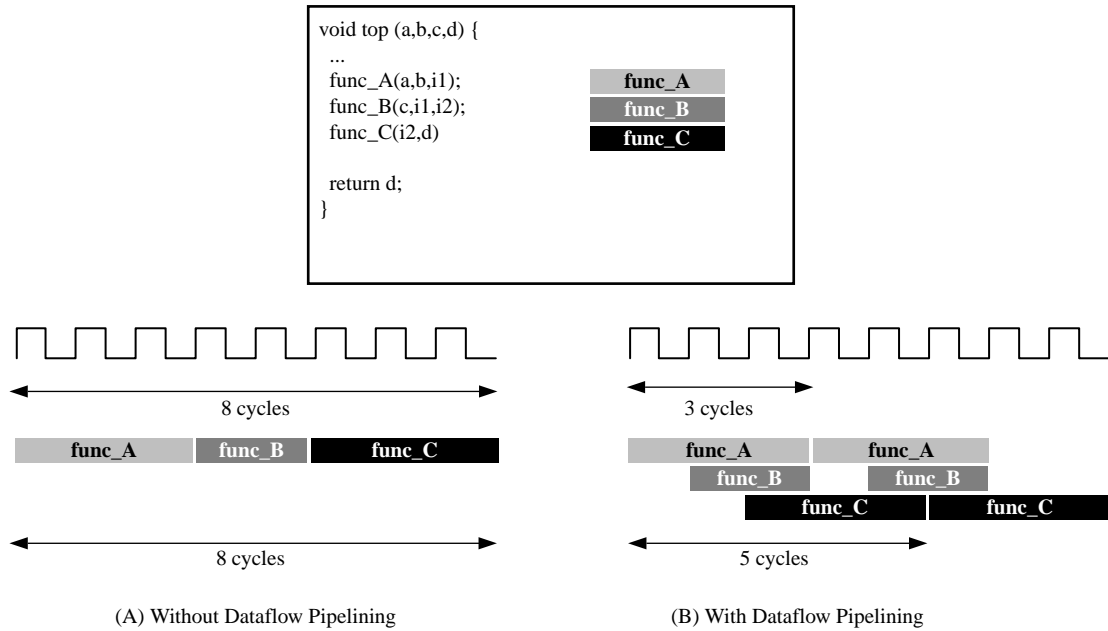 void top (a,b,c,d) {
...
func_A(a,b,i1);
func_B(c,i1,i2);
func_C(i2,d)
return d;
}
func_A
func_B
func_C
8 cycles
func_A func_B func_C
8 cycles
(A) Without Dataflow Pipelining
3 cycles
func_A func_A
func_B func_B
func_C func_C
5 cycles
(B) With Dataflow Pipelining